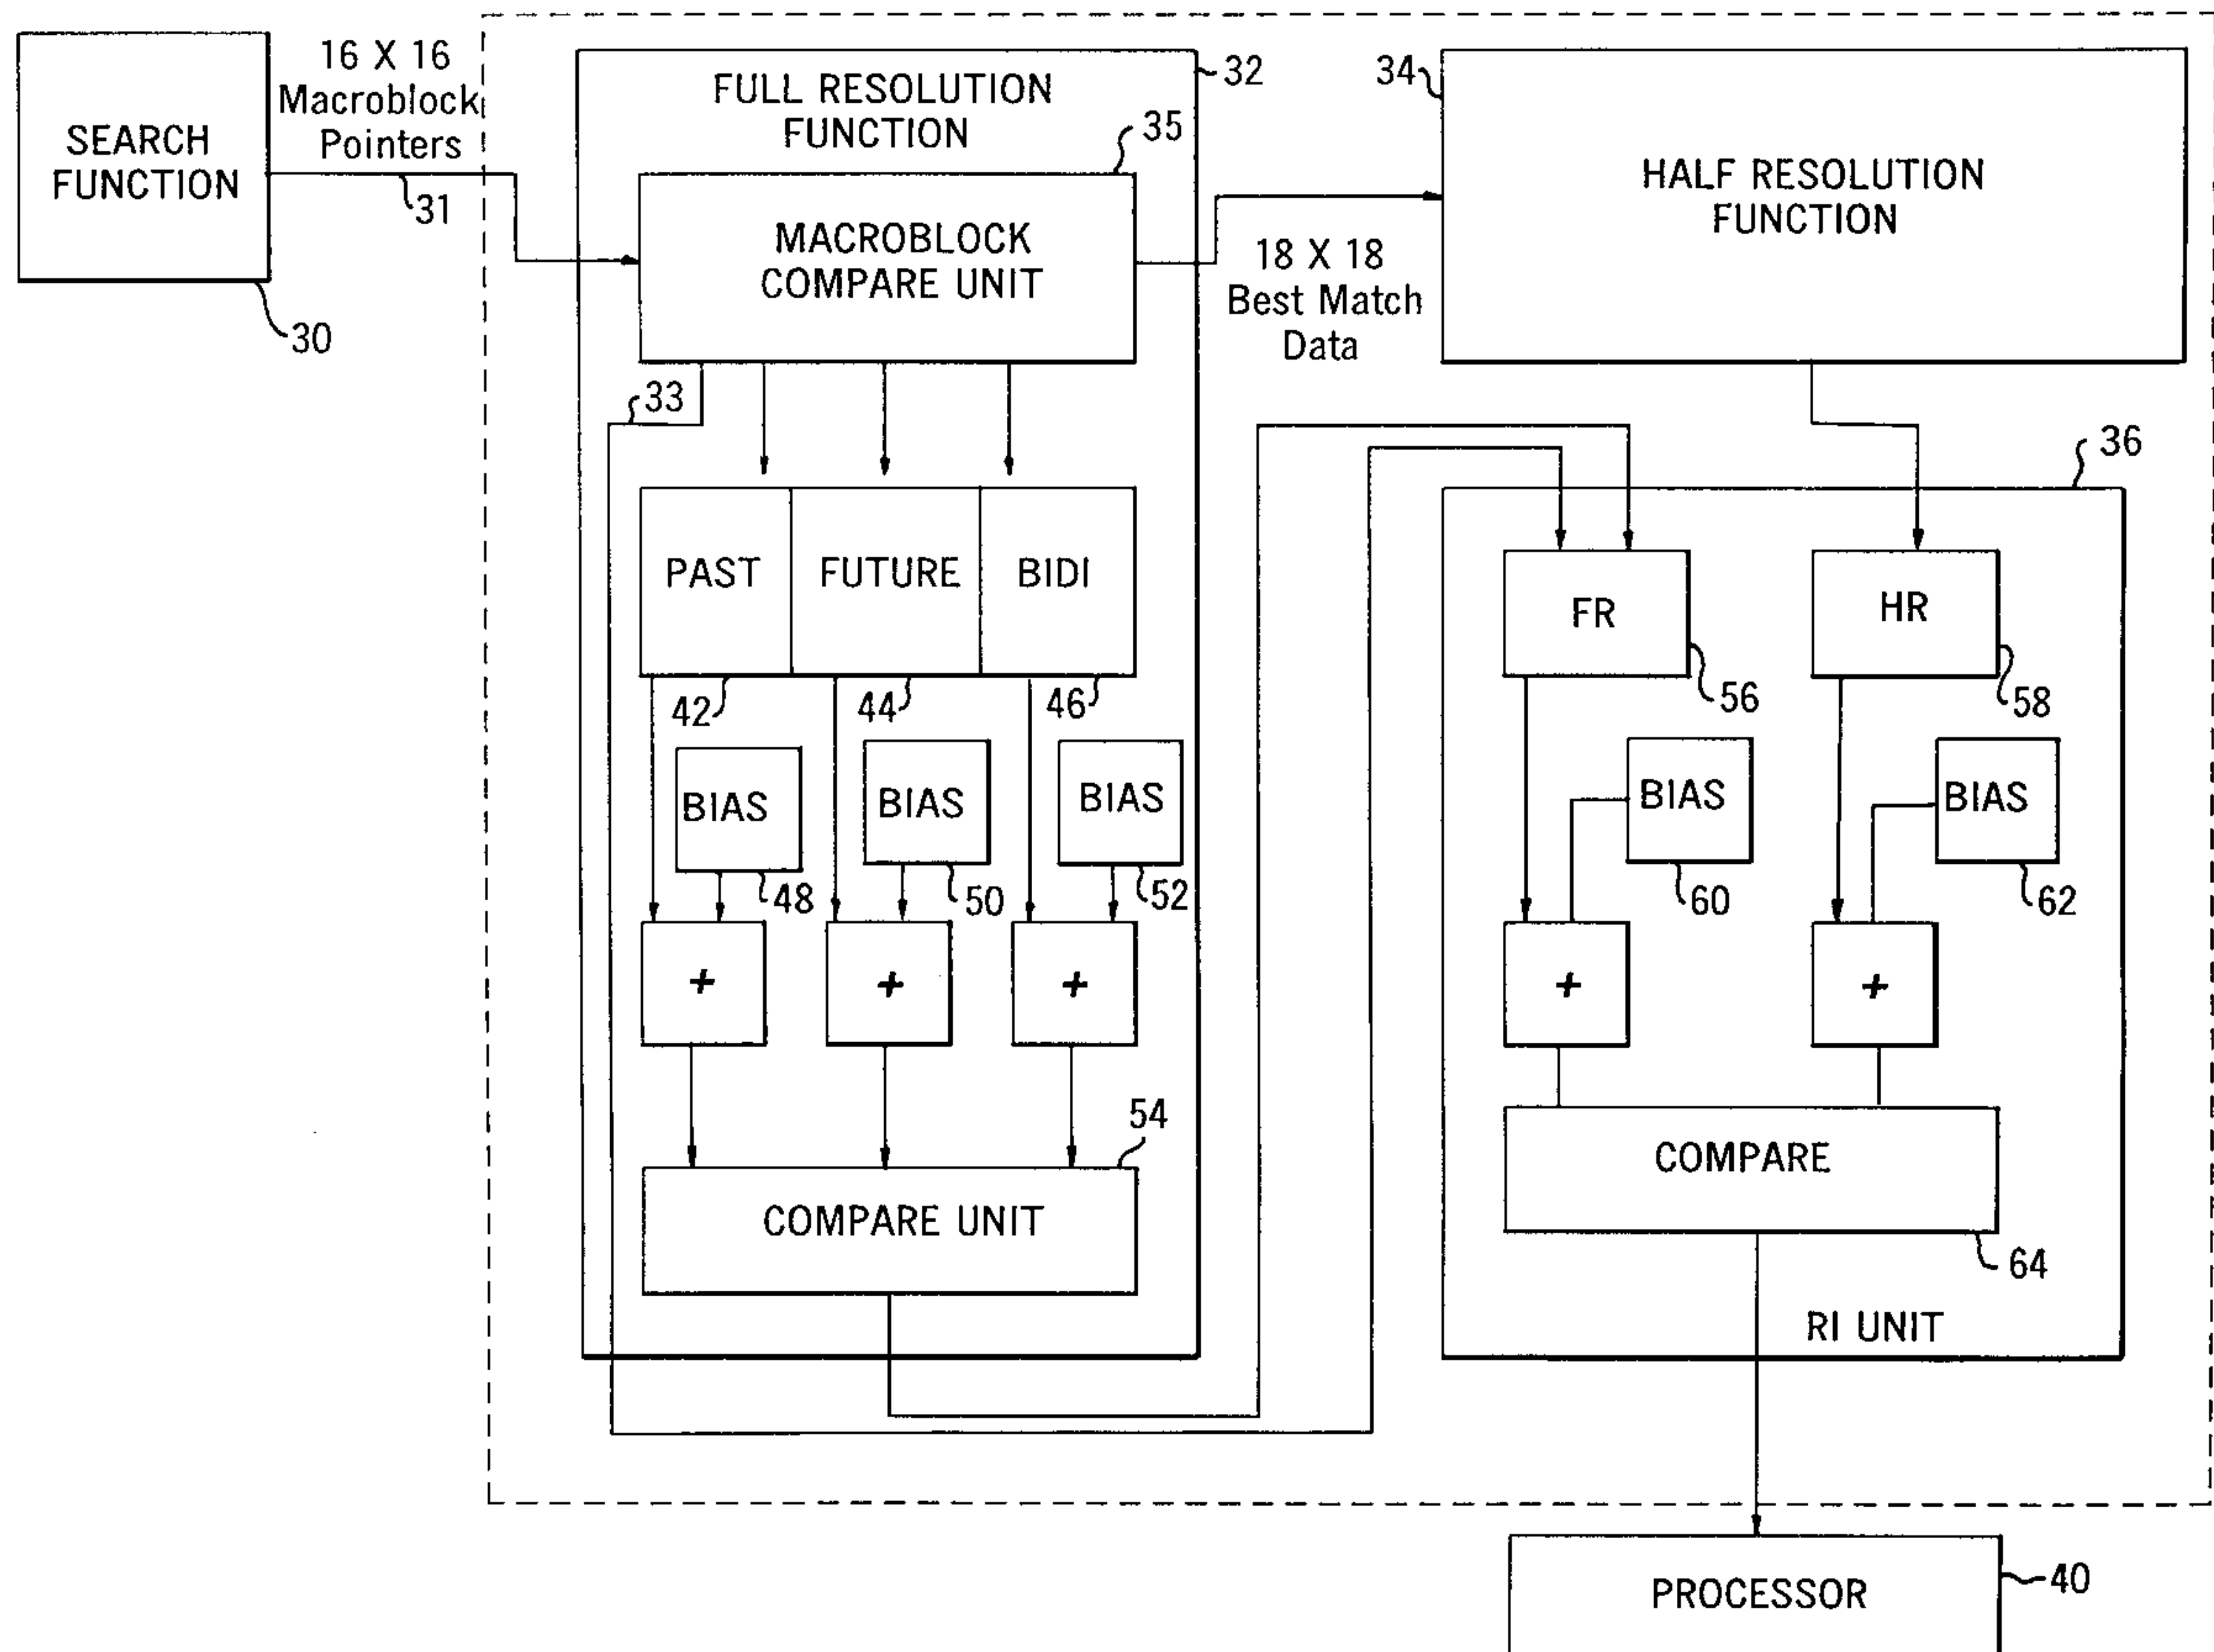 16 X 16
Macroblock
Pointers
SEARCH
FUNCTION
30
31
FULL RESOLUTION
FUNCTION
32
35
MACROBLOCK
COMPARE UNIT
18 X 18
Best Match
Data
34
HALF RESOLUTION
FUNCTION
33
PAST
FUTURE
BIDI
42
44
46
BIAS
BIAS
BIAS
48
50
52
+
+
+
54
COMPARE UNIT
36
FR
HR
56
58
BIAS
BIAS
60
62
+
+
COMPARE
64
RI UNIT
PROCESSOR
40